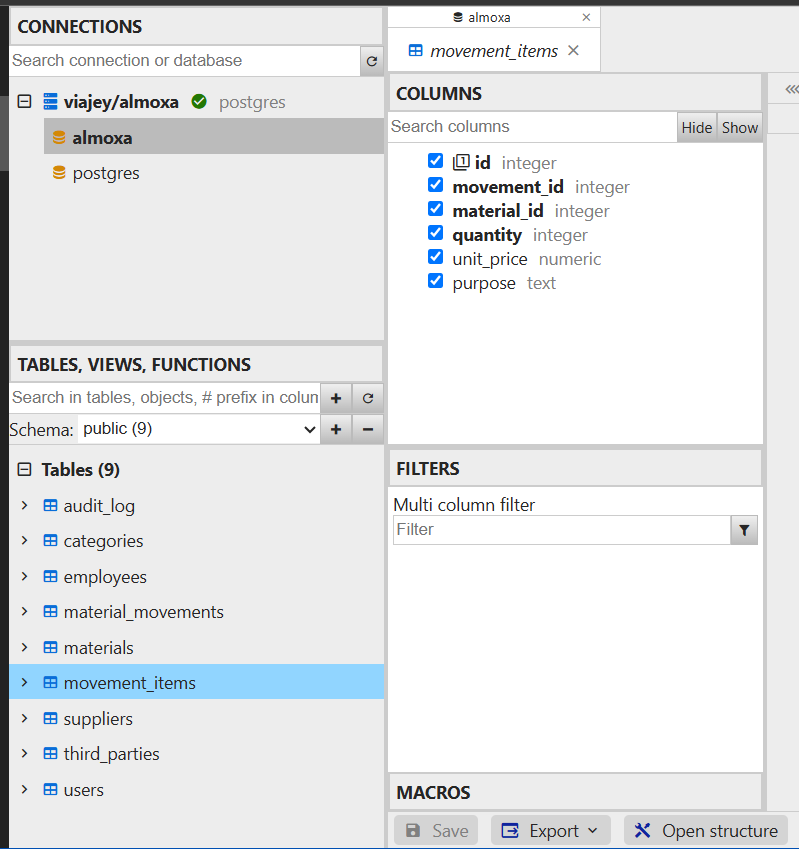 CONNECTIONS
Search connection or database
viajey/almoxa postgres
almoxa
postgres
TABLES, VIEWS, FUNCTIONS
Search in tables, objects, # prefix in colum
+
Schema: public (9)
+ −
Tables (9)
audit_log
categories
employees
material_movements
materials
movement_items
suppliers
third_parties
users
almoxa ×
movement_items ×
COLUMNS
Search columns Hide Show
1 id integer
movement_id integer
material_id integer
quantity integer
unit_price numeric
purpose text
FILTERS
Multi column filter
Filter
MACROS
Save Export Open structure